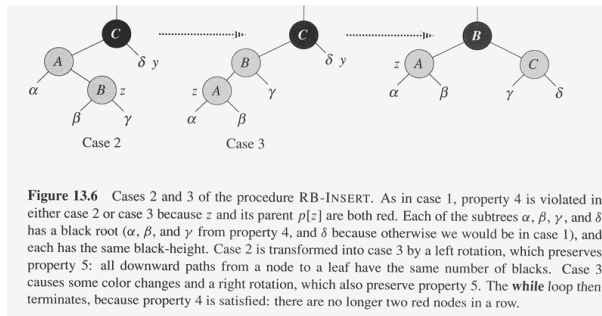 C C B
A δ y B δ y z A C
α B z z A γ α β γ δ
β γ α β
Case 2 Case 3
Figure 13.6 Cases 2 and 3 of the procedure RB-INSERT. As in case 1, property 4 is violated in
either case 2 or case 3 because z and its parent p[z] are both red. Each of the subtrees α, β, γ, and δ
has a black root (α, β, and γ from property 4, and δ because otherwise we would be in case 1), and
each has the same black-height. Case 2 is transformed into case 3 by a left rotation, which preserves
property 5: all downward paths from a node to a leaf have the same number of blacks. Case 3
causes some color changes and a right rotation, which also preserve property 5. The while loop then
terminates, because property 4 is satisfied: there are no longer two red nodes in a row.